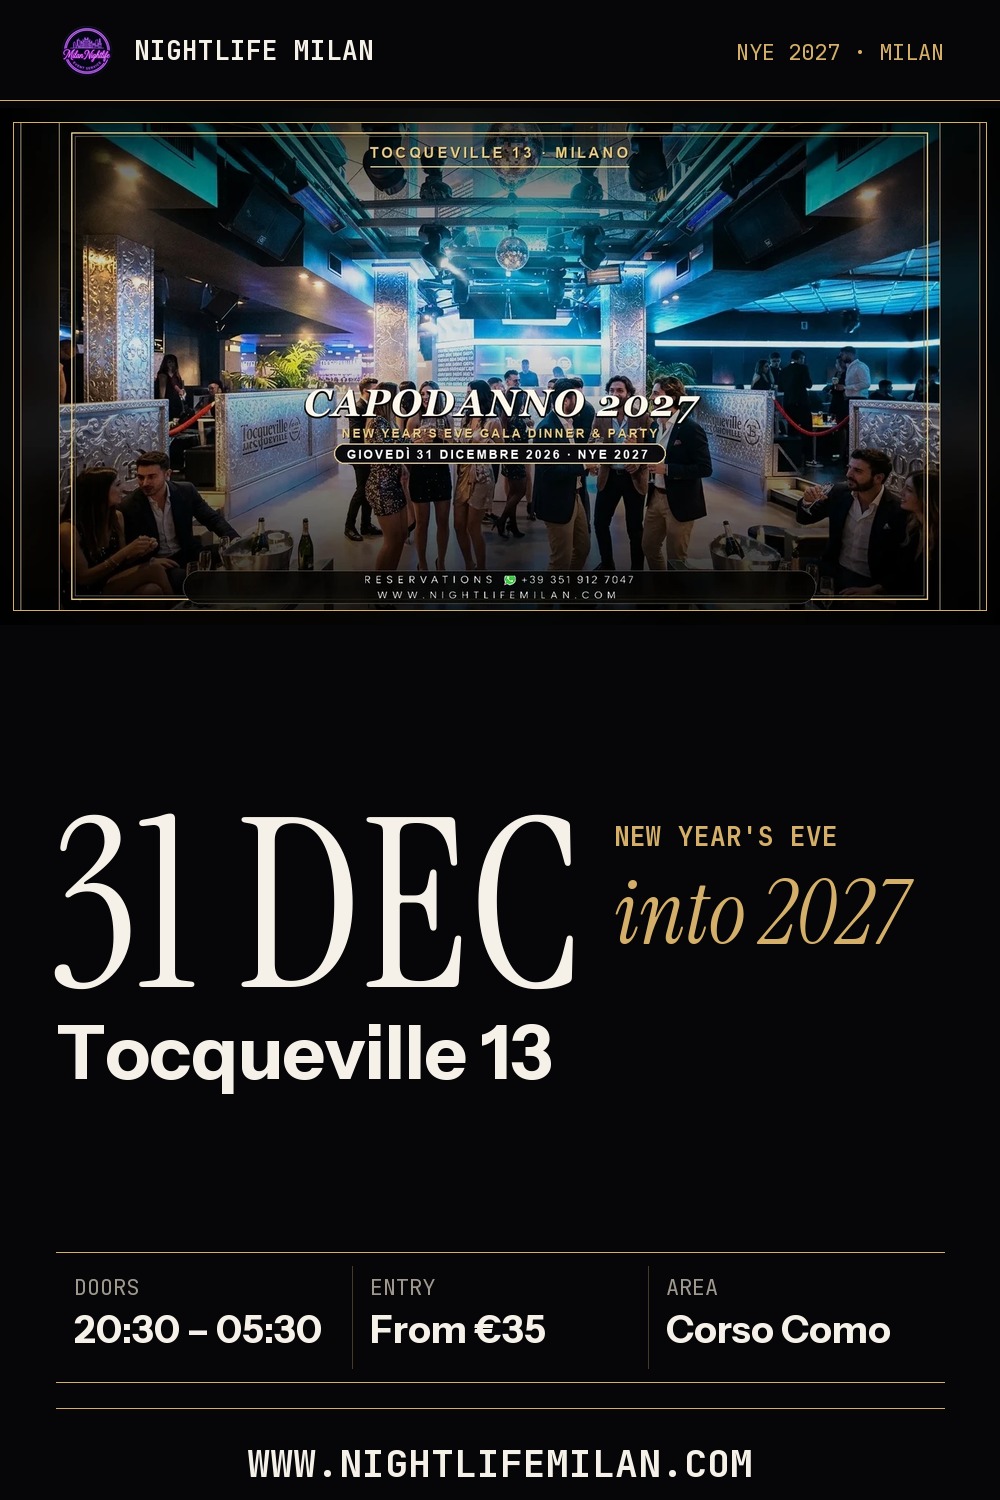 Milan Nightlife
NIGHTLIFE MILAN
NYE 2027 · MILAN
TOCQUEVILLE 13 · MILANO
Tocqueville
CAPODANNO 2027
NEW YEAR'S EVE GALA DINNER & PARTY
GIOVEDÌ 31 DICEMBRE 2026 · NYE 2027
RESERVATIONS +39 351 912 7047
WWW.NIGHTLIFEMILAN.COM
31 DEC
NEW YEAR'S EVE
into 2027
Tocqueville 13
DOORS
20:30 – 05:30
ENTRY
From €35
AREA
Corso Como
WWW.NIGHTLIFEMILAN.COM